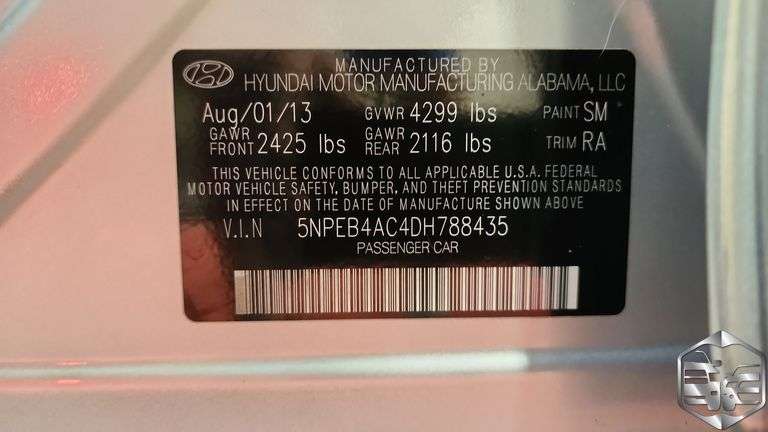 MANUFACTURED BY
HYUNDAI MOTOR MANUFACTURING ALABAMA, LLC
Aug/01/13 GVWR 4299 lbs PAINT SM
GAWR FRONT 2425 lbs GAWR REAR 2116 lbs TRIM RA
THIS VEHICLE CONFORMS TO ALL APPLICABLE U.S.A. FEDERAL
MOTOR VEHICLE SAFETY, BUMPER, AND THEFT PREVENTION STANDARDS
IN EFFECT ON THE DATE OF MANUFACTURE SHOWN ABOVE
V.I.N 5NPEB4AC4DH788435
PASSENGER CAR